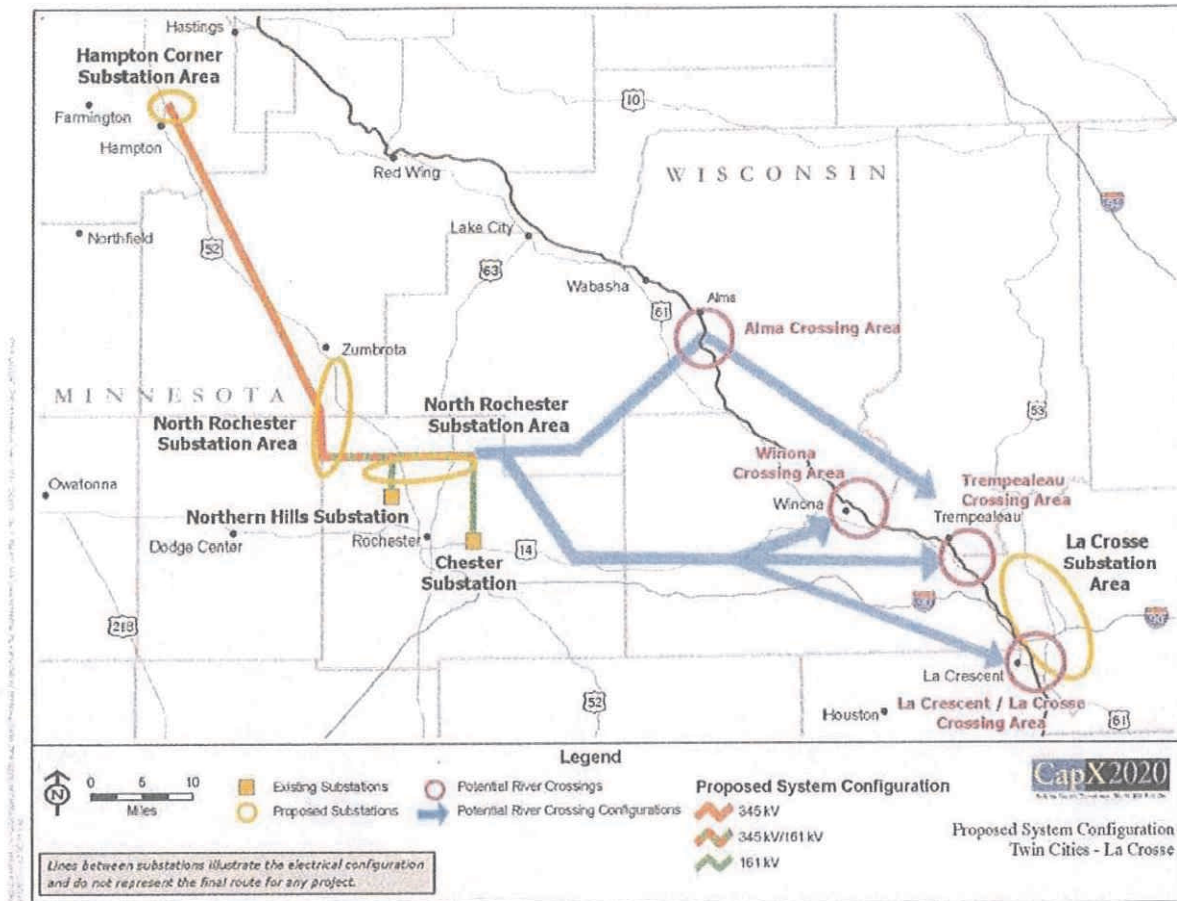 Hastings
Hampton Corner
Substation Area
Farmington
Hampton
10
Red Wing
WISCONSIN
94
Northfield
52
Lake City
63
Wabasha
61
Alma
Alma Crossing Area
Zumbrota
MINNESOTA
North Rochester
Substation Area
North Rochester
Substation Area
53
Winona
Crossing Area
Trempealeau
Crossing Area
Owatonna
Winona
Trempealeau
Northern Hills Substation
Dodge Center
Rochester
14
Chester
Substation
La Crosse
Substation
Area
90
90
218
La Crescent
52
Houston
La Crescent / La Crosse
Crossing Area
61
Legend
N
0 5 10
Miles
Existing Substations
Proposed Substations
Potential River Crossings
Potential River Crossing Configurations
Proposed System Configuration
345 kV
345 kV/161 kV
161 kV
CapX2020
Proposed System Configuration
Twin Cities - La Crosse
Lines between substations illustrate the electrical configuration
and do not represent the final route for any project.